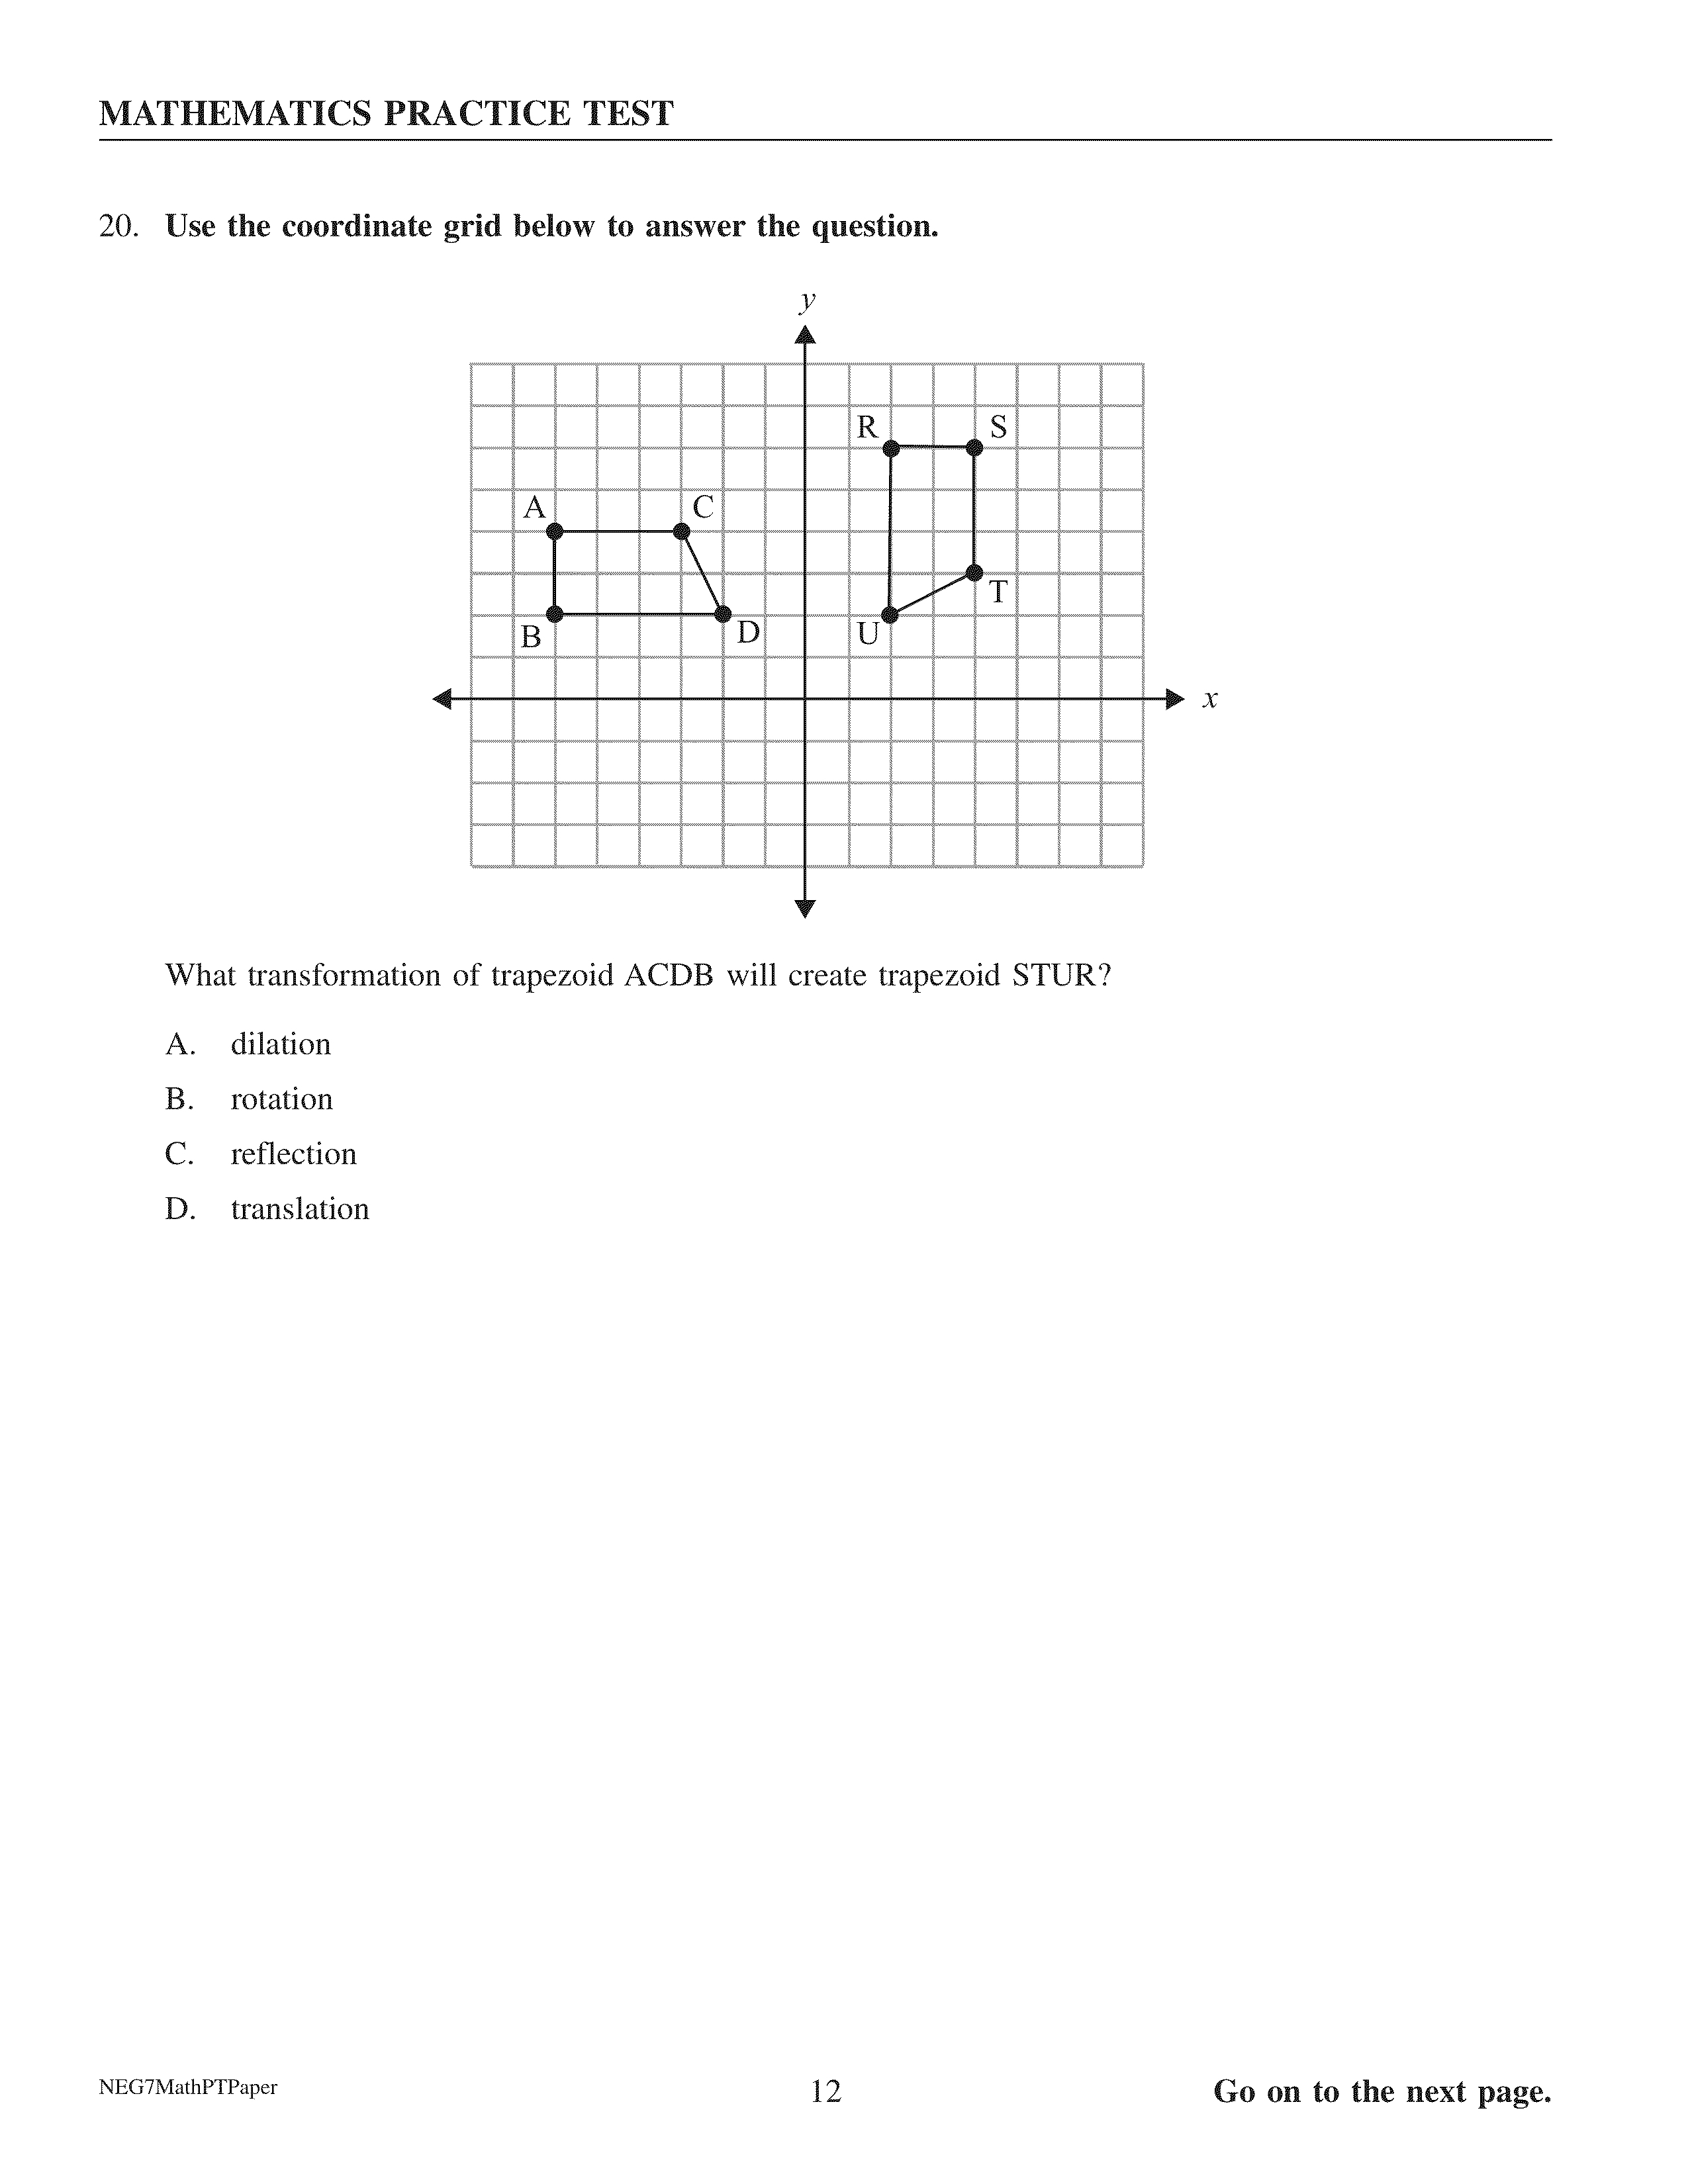 MATHEMATICS PRACTICE TEST
20. Use the coordinate grid below to answer the question.
y
R S
A C
T
B D U
x
What transformation of trapezoid ACDB will create trapezoid STUR?
A. dilation
B. rotation
C. reflection
D. translation
NEG7MathPTPaper 12 Go on to the next page.